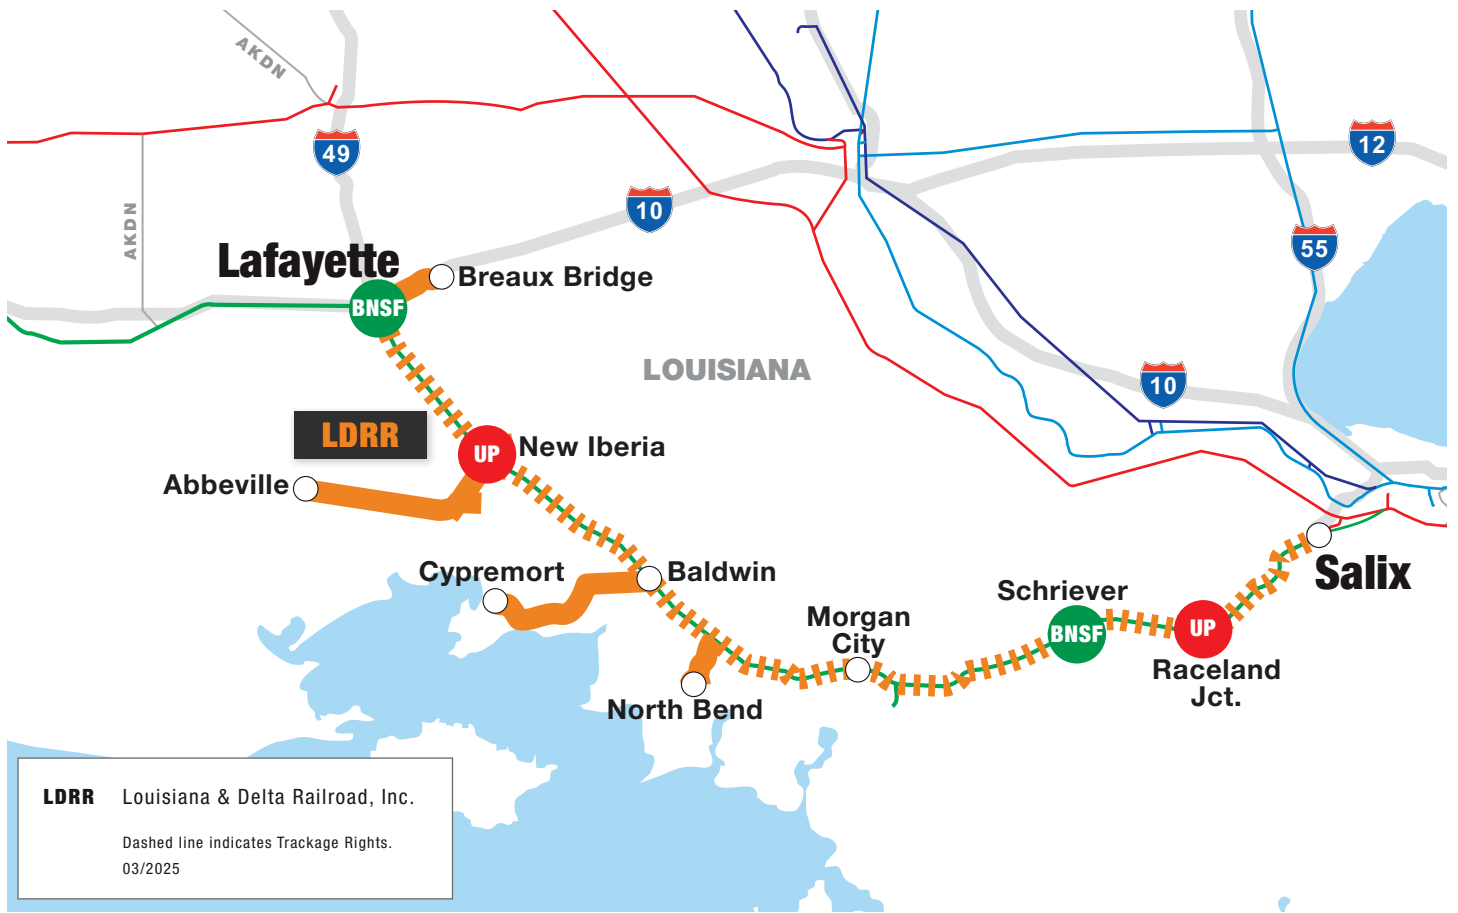 AKDN
49
12
10
AKDN
55
Lafayette
Breaux Bridge
BNSF
LOUISIANA
10
LDRR
UP
New Iberia
Abbeville
Cypremort
Baldwin
Salix
Schriever
Morgan
City
BNSF
UP
Raceland
Jct.
North Bend
LDRR Louisiana & Delta Railroad, Inc.
Dashed line indicates Trackage Rights.
03/2025